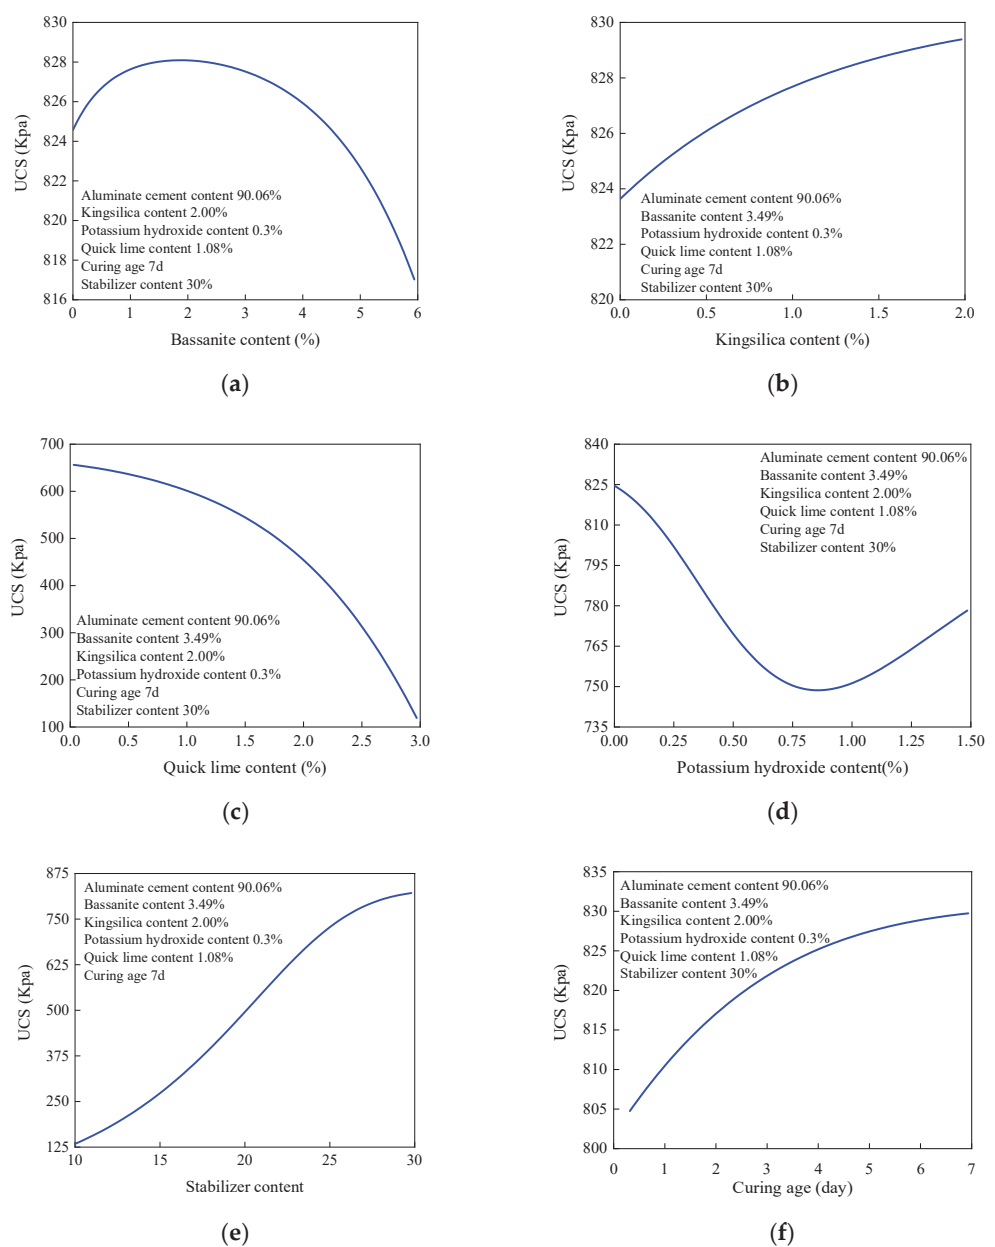 830
828
826
824
822
820
818
816
UCS (Kpa)
Aluminate cement content 90.06%
Kingsilica content 2.00%
Potassium hydroxide content 0.3%
Quick lime content 1.08%
Curing age 7d
Stabilizer content 30%
0 1 2 3 4 5 6
Bassanite content (%)
(a)
830
828
826
824
822
820
UCS (Kpa)
Aluminate cement content 90.06%
Bassanite content 3.49%
Potassium hydroxide content 0.3%
Quick lime content 1.08%
Curing age 7d
Stabilizer content 30%
0.0 0.5 1.0 1.5 2.0
Kingsilica content (%)
(b)
700
600
500
400
300
200
100
UCS (Kpa)
Aluminate cement content 90.06%
Bassanite content 3.49%
Kingsilica content 2.00%
Potassium hydroxide content 0.3%
Curing age 7d
Stabilizer content 30%
0.0 0.5 1.0 1.5 2.0 2.5 3.0
Quick lime content (%)
(c)
840
825
810
795
780
765
750
735
UCS (Kpa)
Aluminate cement content 90.06%
Bassanite content 3.49%
Kingsilica content 2.00%
Quick lime content 1.08%
Curing age 7d
Stabilizer content 30%
0.00 0.25 0.50 0.75 1.00 1.25 1.50
Potassium hydroxide content(%)
(d)
875
750
625
500
375
250
125
UCS (Kpa)
Aluminate cement content 90.06%
Bassanite content 3.49%
Kingsilica content 2.00%
Potassium hydroxide content 0.3%
Quick lime content 1.08%
Curing age 7d
10 15 20 25 30
Stabilizer content
(e)
835
830
825
820
815
810
805
800
UCS (Kpa)
Aluminate cement content 90.06%
Bassanite content 3.49%
Kingsilica content 2.00%
Potassium hydroxide content 0.3%
Quick lime content 1.08%
Stabilizer content 30%
0 1 2 3 4 5 6 7
Curing age (day)
(f)